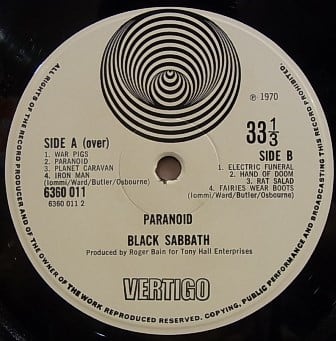 ALL RIGHTS OF THE RECORD PRODUCER AND OF THE OWNER OF THE WORK REPRODUCED RESERVED. COPYING, PUBLIC PERFORMANCE AND BROADCASTING OF THIS RECORD PROHIBITED.
℗ 1970
33 1/3
SIDE A (over)
1. WAR PIGS
2. PARANOID
3. PLANET CARAVAN
4. IRON MAN
(Iommi/Ward/Butler/Osbourne)
6360 011
6360 011 2
SIDE B
1. ELECTRIC FUNERAL
2. HAND OF DOOM
3. RAT SALAD
4. FAIRIES WEAR BOOTS
(Iommi/Ward/Butler/Osbourne)
PARANOID
BLACK SABBATH
Produced by Roger Bain for Tony Hall Enterprises
VERTIGO